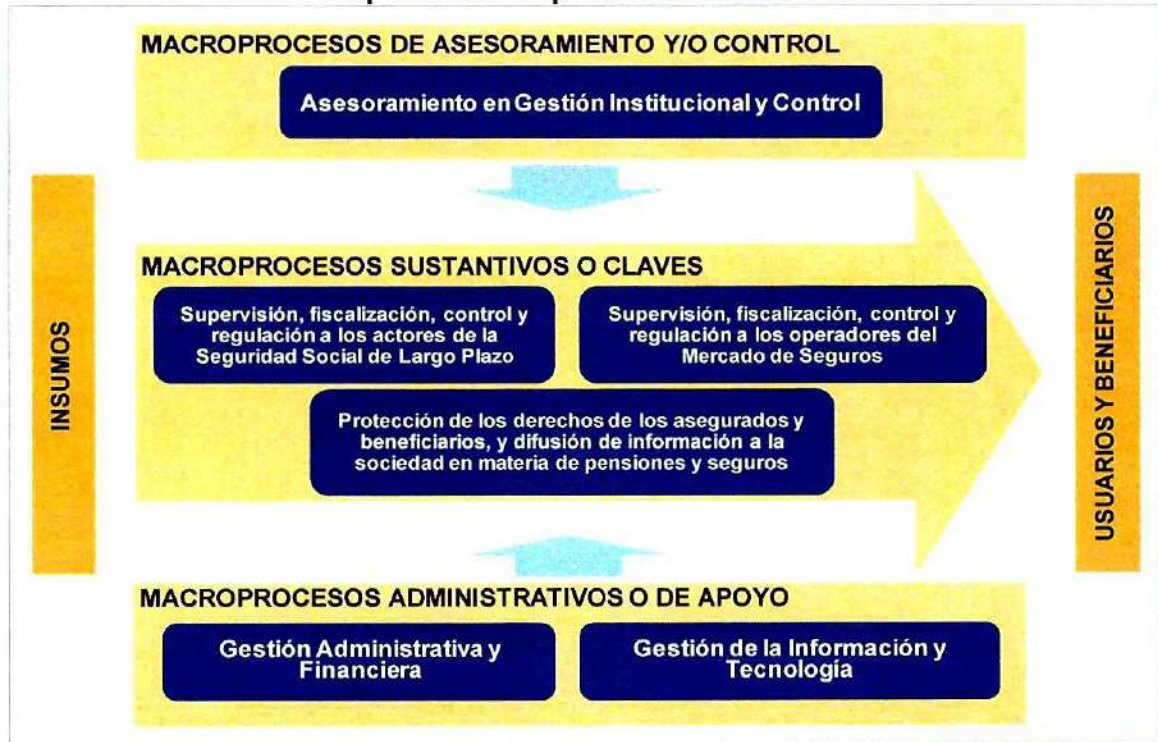 MACROPROCESOS DE ASESORAMIENTO Y/O CONTROL
Asesoramiento en Gestión Institucional y Control
INSUMOS
MACROPROCESOS SUSTANTIVOS O CLAVES
Supervisión, fiscalización, control y
regulación a los actores de la
Seguridad Social de Largo Plazo
Supervisión, fiscalización, control y
regulación a los operadores del
Mercado de Seguros
Protección de los derechos de los asegurados y
beneficiarios, y difusión de información a la
sociedad en materia de pensiones y seguros
USUARIOS Y BENEFICIARIOS
MACROPROCESOS ADMINISTRATIVOS O DE APOYO
Gestión Administrativa y
Financiera
Gestión de la Información y
Tecnología